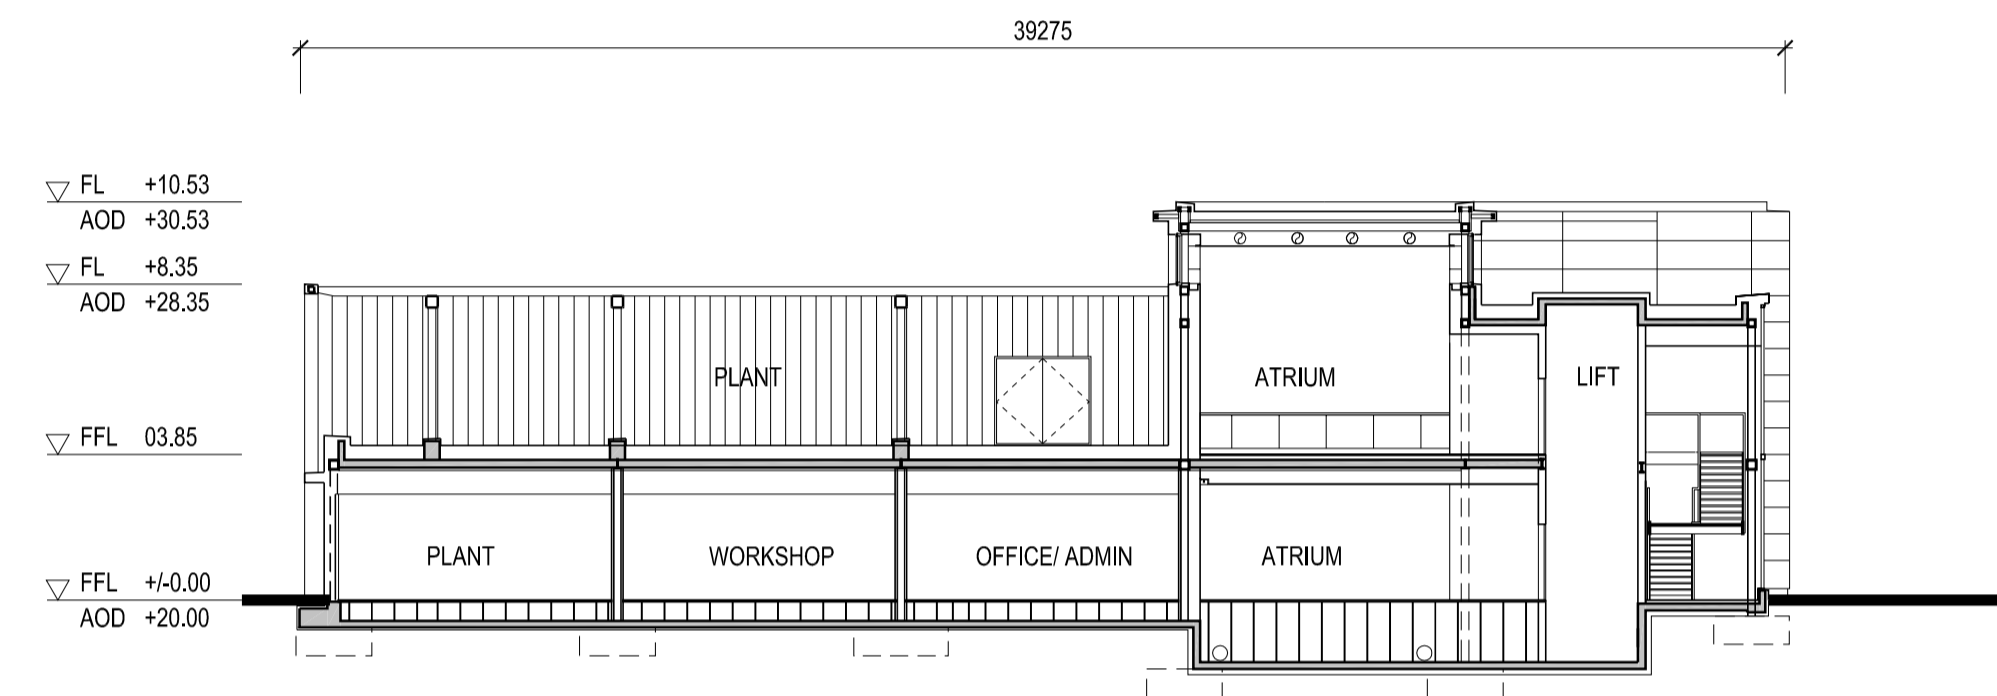 39275
FL +10.53
AOD +30.53
FL +8.35
AOD +28.35
PLANT ATRIUM LIFT
FFL 03.85
PLANT WORKSHOP OFFICE/ ADMIN ATRIUM
FFL +/-0.00
AOD +20.00